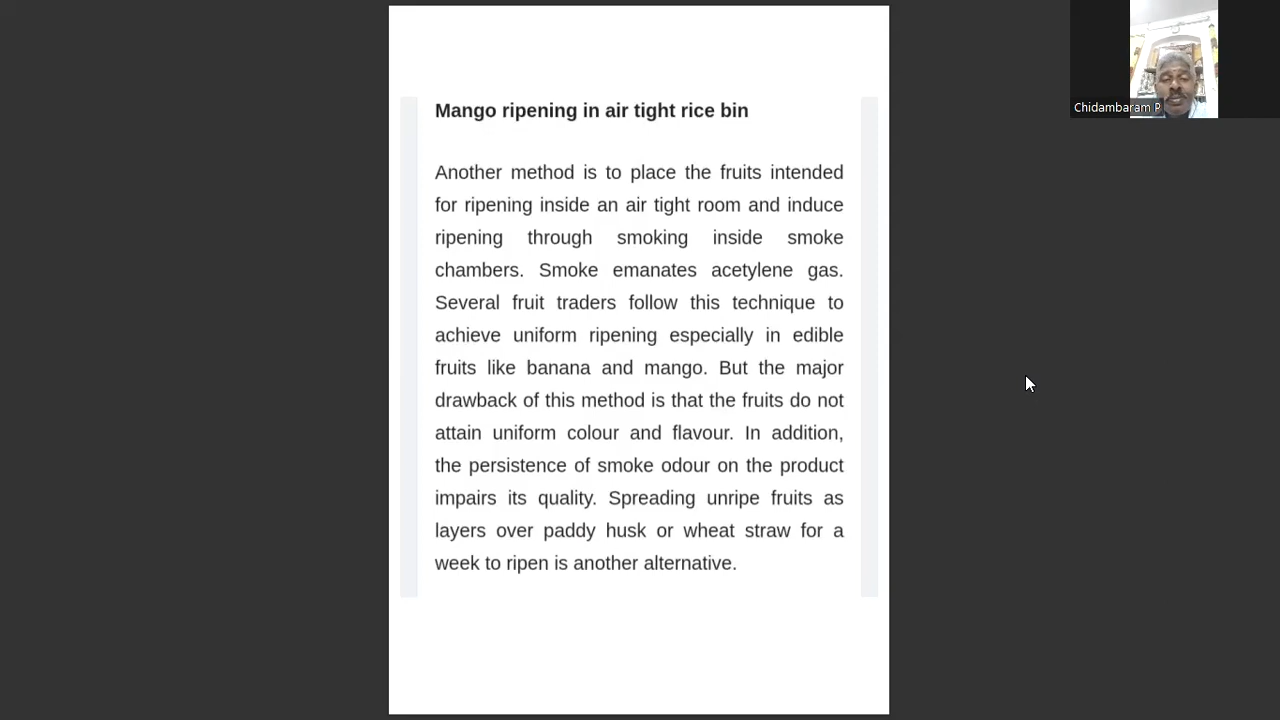 Mango ripening in air tight rice bin
Another method is to place the fruits intended
for ripening inside an air tight room and induce
ripening through smoking inside smoke
chambers. Smoke emanates acetylene gas.
Several fruit traders follow this technique to
achieve uniform ripening especially in edible
fruits like banana and mango. But the major
drawback of this method is that the fruits do not
attain uniform colour and flavour. In addition,
the persistence of smoke odour on the product
impairs its quality. Spreading unripe fruits as
layers over paddy husk or wheat straw for a
week to ripen is another alternative.
Chidambaram P